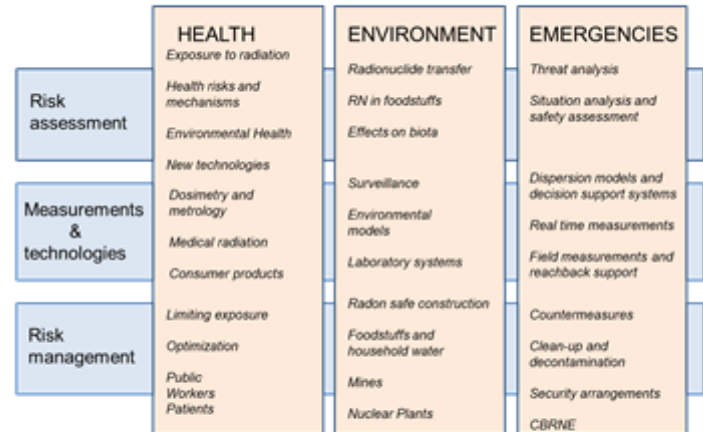 HEALTH
Exposure to radiation
Health risks and
mechanisms
Environmental Health
New technologies
Dosimetry and
metrology
Medical radiation
Consumer products
Limiting exposure
Optimization
Public
Workers
Patients
ENVIRONMENT
Radionuclide transfer
RN in foodstuffs
Effects on biota
Surveillance
Environmental
models
Laboratory systems
Radon safe construction
Foodstuffs and
household water
Mines
Nuclear Plants
EMERGENCIES
Threat analysis
Situation analysis and
safety assessment
Dispersion models and
decision support systems
Real time measurements
Field measurements and
reachback support
Countermeasures
Clean-up and
decontamination
Security arrangements
CBRNE
Risk
assessment
Measurements
&
technologies
Risk
management